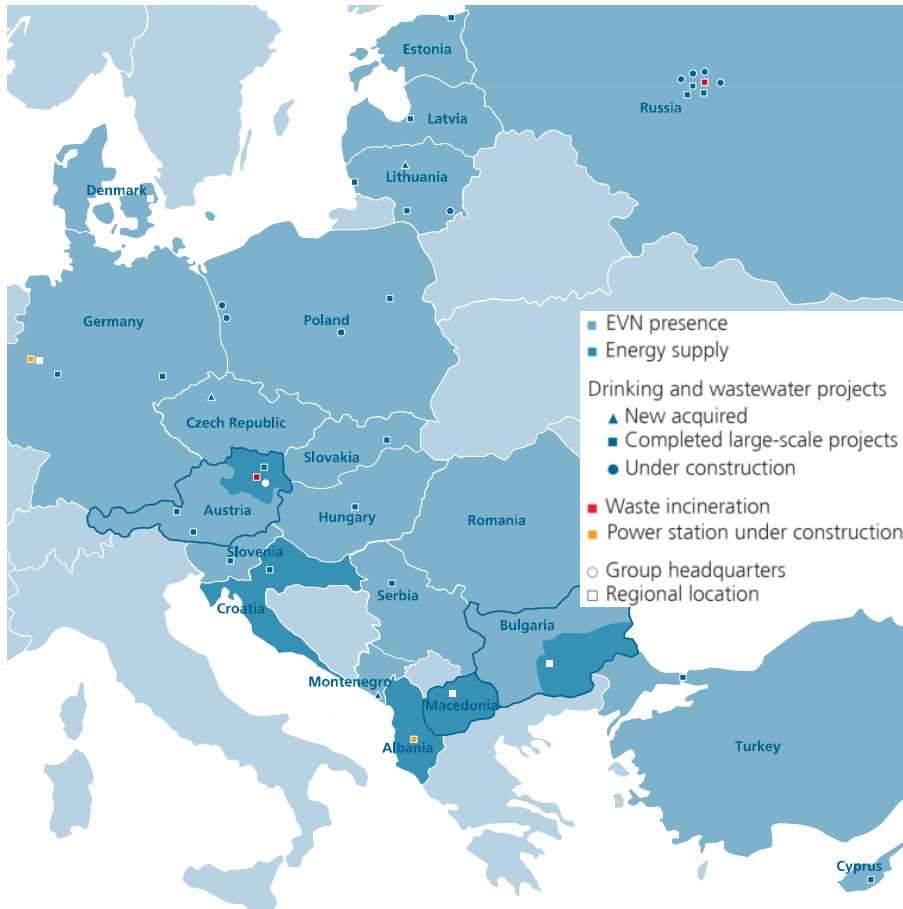 Estonia
Russia
Latvia
Lithuania
Denmark
Germany
Poland
EVN presence
Energy supply
Drinking and wastewater projects
New acquired
Completed large-scale projects
Under construction
Waste incineration
Power station under construction
Group headquarters
Regional location
Czech Republic
Slovakia
Austria
Hungary
Romania
Slovenia
Serbia
Croatia
Bulgaria
Montenegro
Macedonia
Albania
Turkey
Cyprus